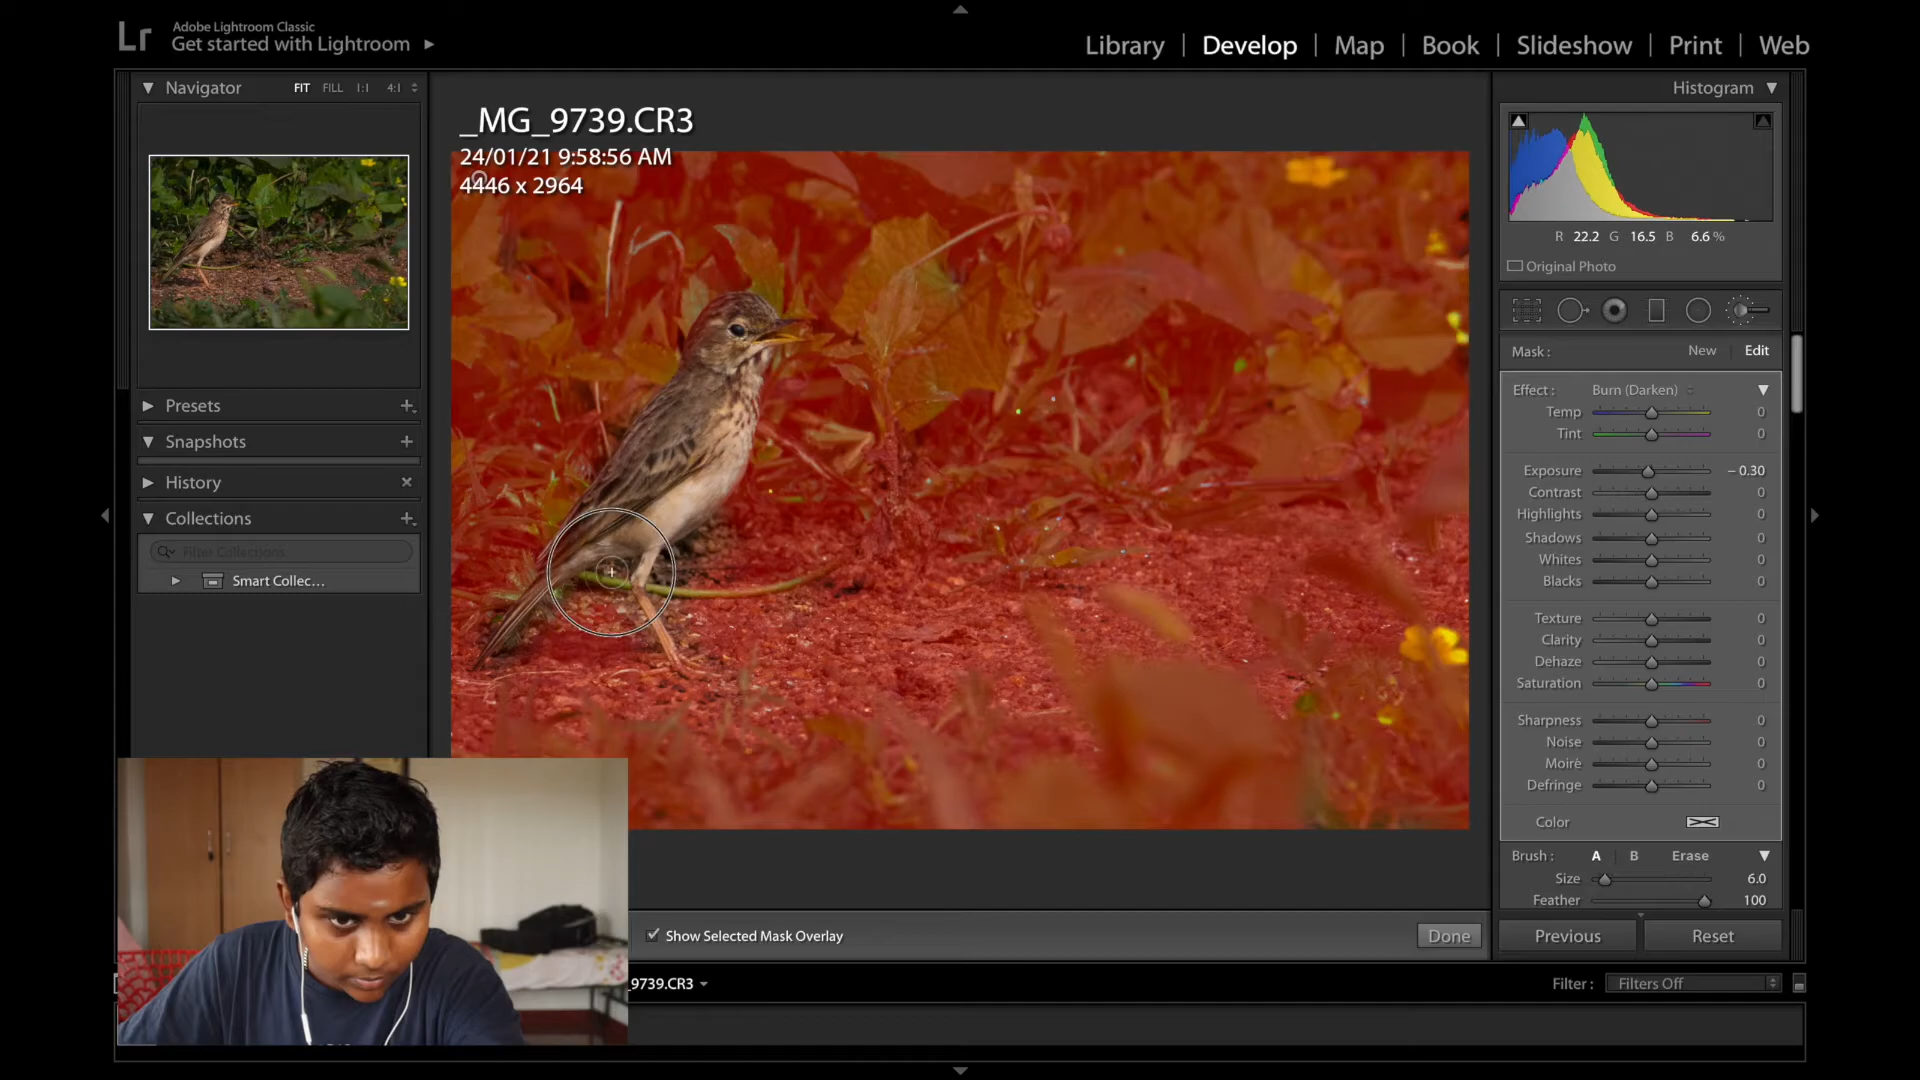 Lr
Adobe Lightroom Classic
Get started with Lightroom
Library | Develop | Map | Book | Slideshow | Print | Web
Navigator FIT FILL 1:1 4:1
Presets
Snapshots
History
Collections
Filter Collections
Smart Collec...
_MG_9739.CR3
24/01/21 9:58:56 AM
4446 x 2964
Show Selected Mask Overlay
Done
_9739.CR3
Histogram
R 22.2 G 16.5 B 6.6 %
Original Photo
Mask : New Edit
Effect : Burn (Darken)
Temp 0
Tint 0
Exposure – 0.30
Contrast 0
Highlights 0
Shadows 0
Whites 0
Blacks 0
Texture 0
Clarity 0
Dehaze 0
Saturation 0
Sharpness 0
Noise 0
Moiré 0
Defringe 0
Color
Brush : A | B Erase
Size 6.0
Feather 100
Previous Reset
Filter : Filters Off